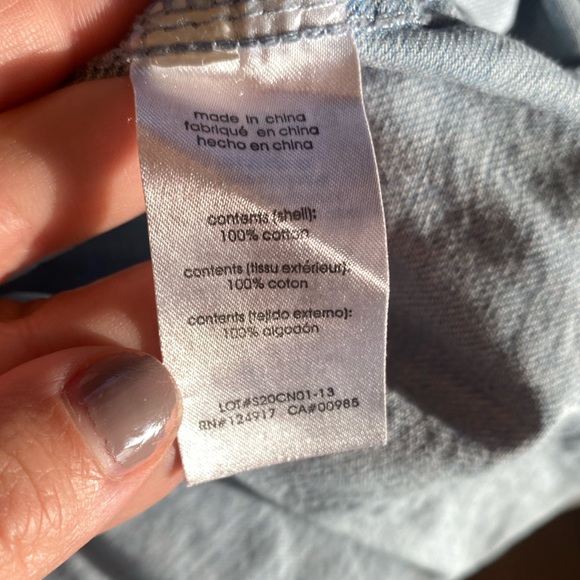 made in china
fabriqué en china
hecho en china
contents (shell):
100% cotton
contents (tissu extérieur):
100% coton
contents (tejido externo):
100% algodón
LOT#S20CN01-13
RN#124917 CA#00985